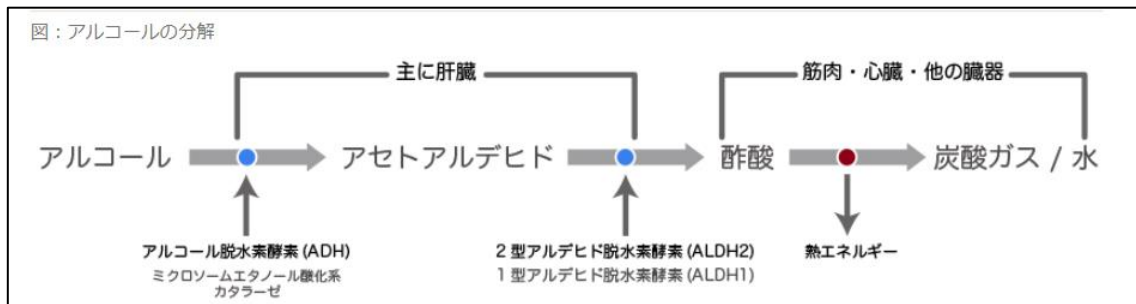 図：アルコールの分解
主に肝臓
筋肉・心臓・他の臓器
アルコール
アセトアルデヒド
酢酸
炭酸ガス / 水
アルコール脱水素酵素(ADH)
ミクロソームエタノール酸化系
カタラーゼ
2型アルデヒド脱水素酵素(ALDH2)
1型アルデヒド脱水素酵素(ALDH1)
熱エネルギー